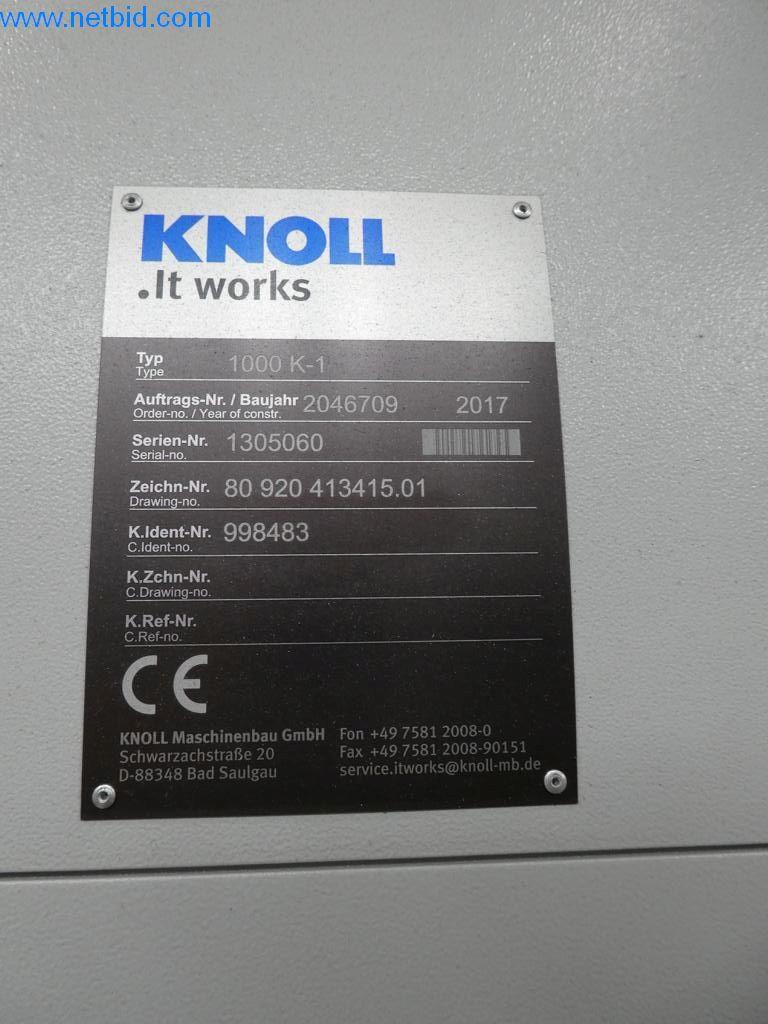 www.netbid.com
KNOLL
.It works
Typ 1000 K-1
Type
Auftrags-Nr. / Baujahr 2046709 2017
Order-no. / Year of constr.
Serien-Nr. 1305060
Serial-no.
Zeichn-Nr. 80 920 413415.01
Drawing-no.
K.Ident-Nr. 998483
C.Ident-no.
K.Zchn-Nr.
C.Drawing-no.
K.Ref-Nr.
C.Ref-no.
CE
KNOLL Maschinenbau GmbH Fon +49 7581 2008-0
Schwarzachstraße 20 Fax +49 7581 2008-90151
D-88348 Bad Saulgau service.itworks@knoll-mb.de